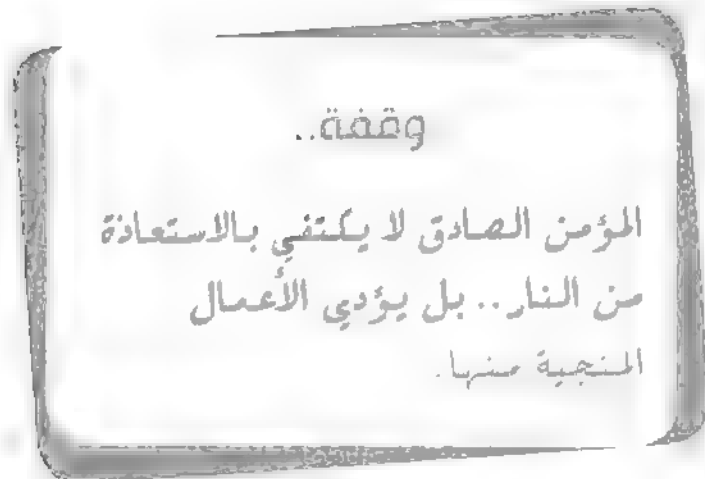 وقفة..
المؤمن الصادق لا يكتفي بالاستعاذة
من النار.. بل يؤدي الأعمال
المنجية منها.